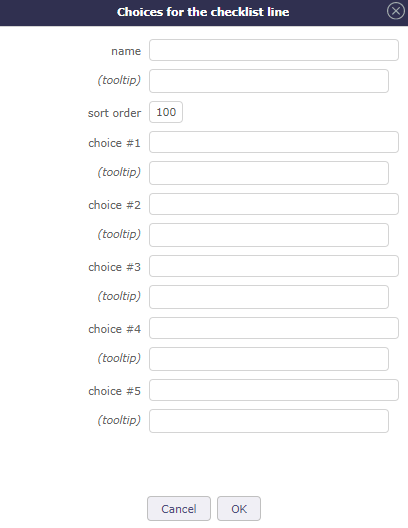 Choices for the checklist line
name
(tooltip)
sort order 100
choice #1
(tooltip)
choice #2
(tooltip)
choice #3
(tooltip)
choice #4
(tooltip)
choice #5
(tooltip)
Cancel OK